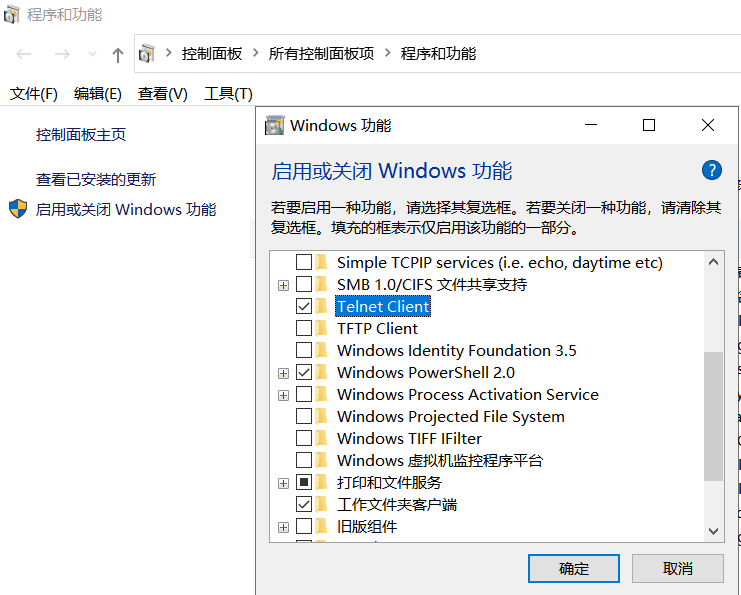 程序和功能
控制面板 所有控制面板项 程序和功能
文件(F) 编辑(E) 查看(V) 工具(T)
控制面板主页
查看已安装的更新
启用或关闭 Windows 功能
Windows 功能
启用或关闭 Windows 功能
若要启用一种功能，请选择其复选框。若要关闭一种功能，请清除其
复选框。填充的框表示仅启用该功能的一部分。
Simple TCPIP services (i.e. echo, daytime etc)
SMB 1.0/CIFS 文件共享支持
Telnet Client
TFTP Client
Windows Identity Foundation 3.5
Windows PowerShell 2.0
Windows Process Activation Service
Windows Projected File System
Windows TIFF IFilter
Windows 虚拟机监控程序平台
打印和文件服务
工作文件夹客户端
旧版组件
确定 取消